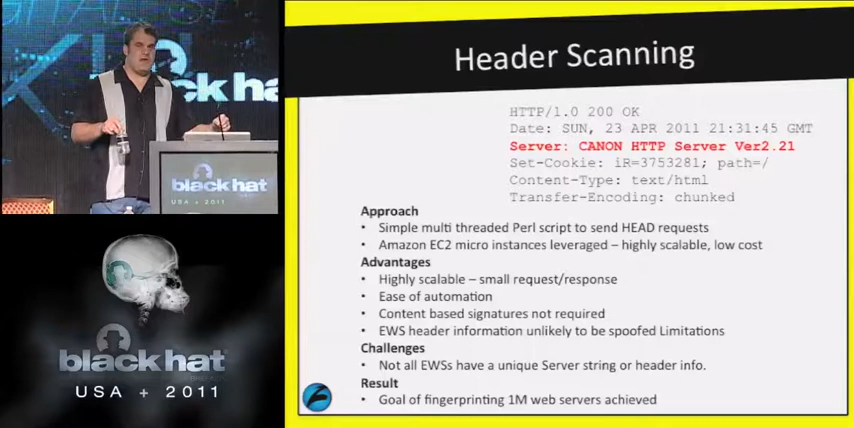 DIGITAL S
black ha
black hat
USA + 2011
black hat
USA + 2011
Header Scanning
HTTP/1.0 200 OK
Date: SUN, 23 APR 2011 21:31:45 GMT
Server: CANON HTTP Server Ver2.21
Set-Cookie: iR=3753281; path=/
Content-Type: text/html
Transfer-Encoding: chunked
Approach
• Simple multi threaded Perl script to send HEAD requests
• Amazon EC2 micro instances leveraged – highly scalable, low cost
Advantages
• Highly scalable – small request/response
• Ease of automation
• Content based signatures not required
• EWS header information unlikely to be spoofed Limitations
Challenges
• Not all EWSs have a unique Server string or header info.
Result
• Goal of fingerprinting 1M web servers achieved